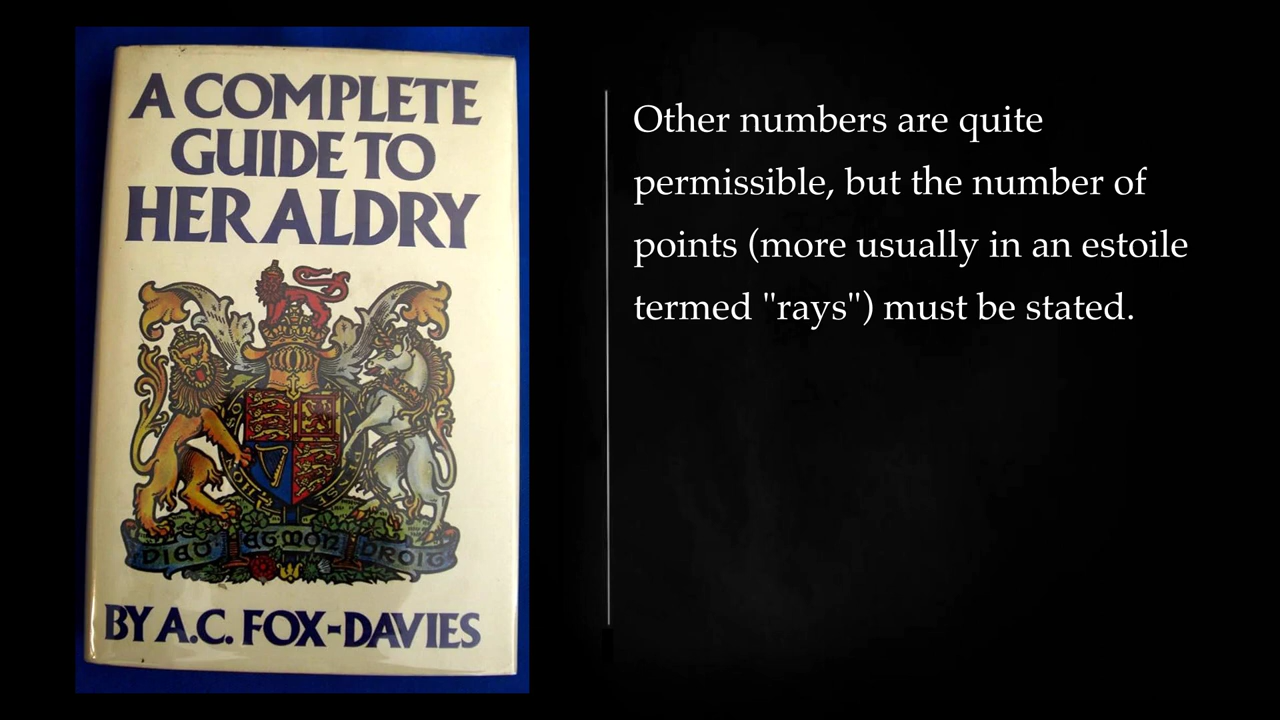 A COMPLETE
GUIDE TO
HERALDRY
DIEU ET MON DROIT
BY A.C. FOX-DAVIES
Other numbers are quite
permissible, but the number of
points (more usually in an estoile
termed "rays") must be stated.